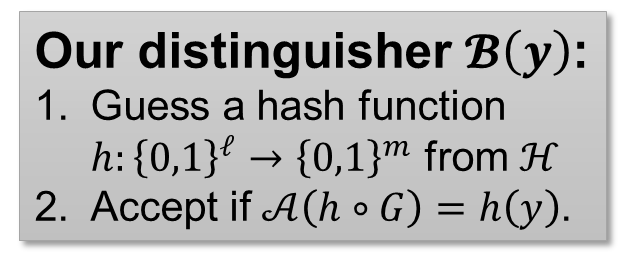 Our distinguisher ℬ(𝑦):
1. Guess a hash function
ℎ: {0,1}^ℓ → {0,1}^𝑚 from ℋ
2. Accept if 𝒜(ℎ ∘ 𝐺) = ℎ(𝑦).